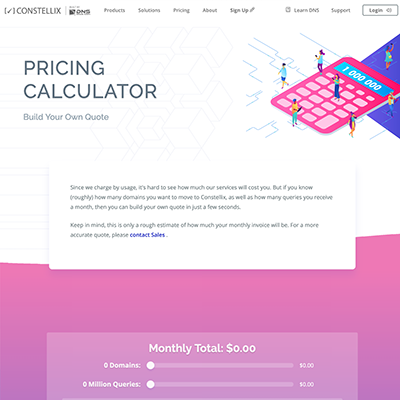 [✓] CONSTELLIX DNS Products Solutions Pricing About Sign Up Learn DNS Support Login
PRICING
CALCULATOR
Build Your Own Quote
1 000 000
Since we charge by usage, it's hard to see how much our services will cost you. But if you know
(roughly) how many domains you want to move to Constellix, as well as how many queries you receive
a month, then you can build your own quote in just a few seconds.
Keep in mind, this is only a rough estimate of how much your monthly invoice will be. For a more
accurate quote, please contact Sales .
Monthly Total: $0.00
0 Domains: $0.00
0 Million Queries: $0.00